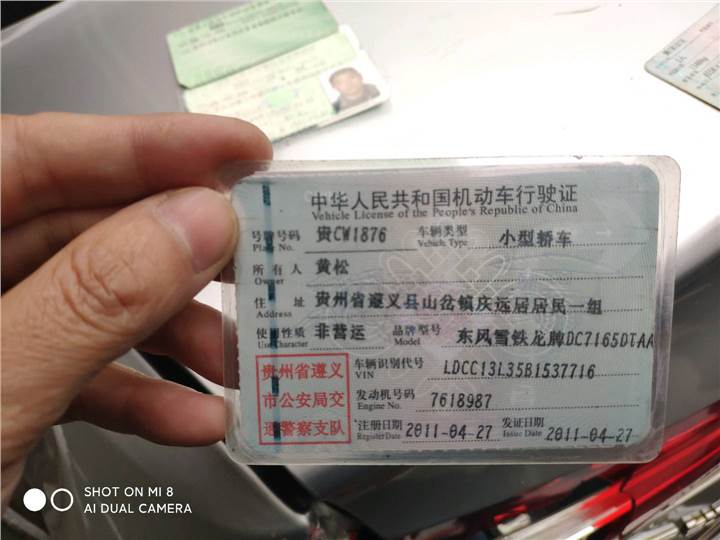 中华人民共和国机动车行驶证
Vehicle License of the People's Republic of China
号牌号码 贵CW1876 车辆类型 小型轿车
Plate No. Vehicle Type
所有人 黄松
Owner
住址 贵州省遵义县山岔镇庆远居居民一组
Address
使用性质 非营运 品牌型号 东风雪铁龙牌DC7165DTAA
Use Character Model
贵州省遵义
市公安局交
通警察支队
车辆识别代号 LDCC13L35B1537716
VIN
发动机号码 7618987
Engine No.
注册日期 2011-04-27 发证日期 2011-04-27
Register Date Issue Date
SHOT ON MI 8
AI DUAL CAMERA